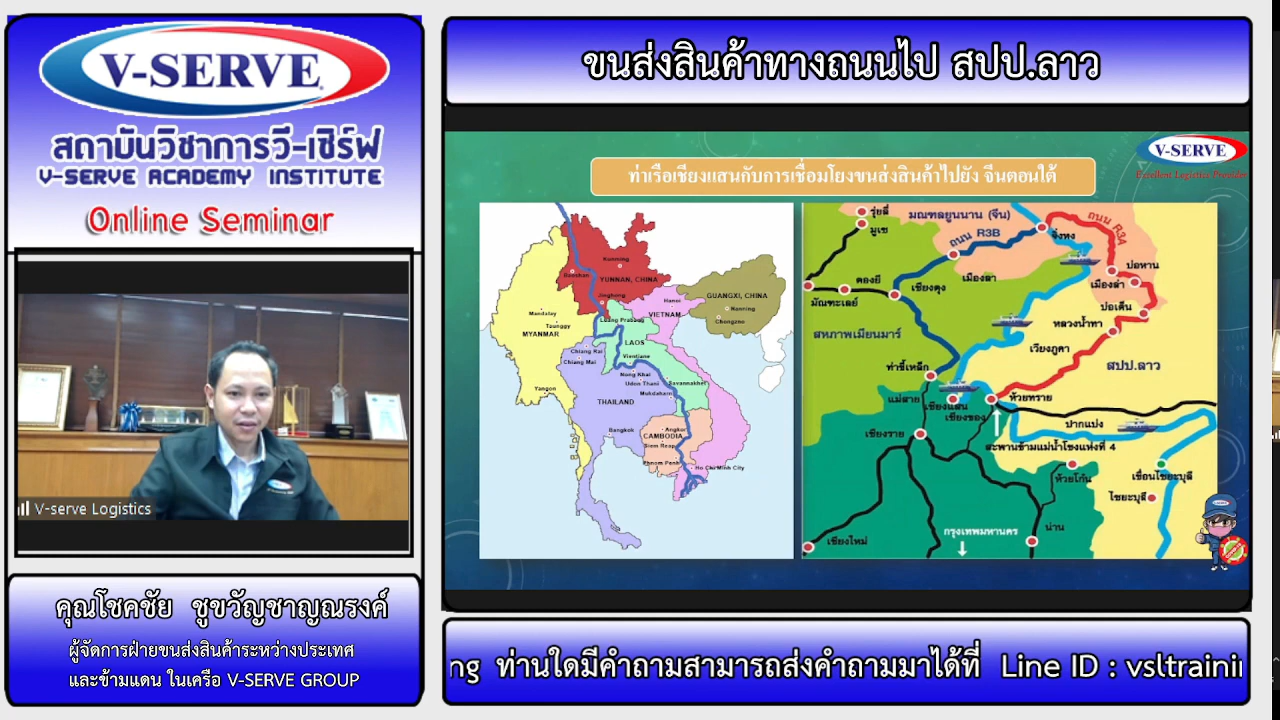 V-SERVE
สถาบันวิชาการวี-เซิร์ฟ
V-SERVE ACADEMY INSTITUTE
Online Seminar
V-serve Logistics
คุณโชคชัย ชูขวัญชาญณรงค์
ผู้จัดการฝ่ายขนส่งสินค้าระหว่างประเทศ
และข้ามแดน ในเครือ V-SERVE GROUP
ขนส่งสินค้าทางถนนไป สปป.ลาว
V-SERVE
Excellent Logistics Provider
ท่าเรือเชียงแสนกับการเชื่อมโยงขนส่งสินค้าไปยัง จีนตอนใต้
Kunming
Baoshan
YUNNAN, CHINA
Jinghong
GUANGXI, CHINA
Hanoi
Nanning
Chongzuo
Mandalay
Taunggy
MYANMAR
Luang Prabang
VIETNAM
LAOS
Chiang Rai
Chiang Mai
Vientiane
Nong Khai
Udon Thani
Savannakhet
Mukdaharn
Yangon
THAILAND
Bangkok
Angkor
CAMBODIA
Siem Reap
Phnom Penh
Ho Chi Minh City
รุ่ยลี่
มูเซ
มณฑลยูนนาน (จีน)
ถนน R3B
ถนน R3A
จิ่งหง
บ่อหาน
เมืองล่า
บ่อเต็น
ลองยี
มัณฑะเลย์
เชียงตุง
เมืองลา
หลวงน้ำทา
สหภาพเมียนมาร์
เวียงภูคา
สปป.ลาว
ท่าขี้เหล็ก
แม่สาย
เชียงแสน
ห้วยทราย
เชียงของ
ปากแบ่ง
เชียงราย
สะพานข้ามแม่น้ำโขงแห่งที่ 4
ห้วยโก๋น
เขื่อนไซยะบุลี
ไซยะบุลี
กรุงเทพมหานคร
น่าน
เชียงใหม่
ng ท่านใดมีคำถามสามารถส่งคำถามมาได้ที่ Line ID : vsltrainin